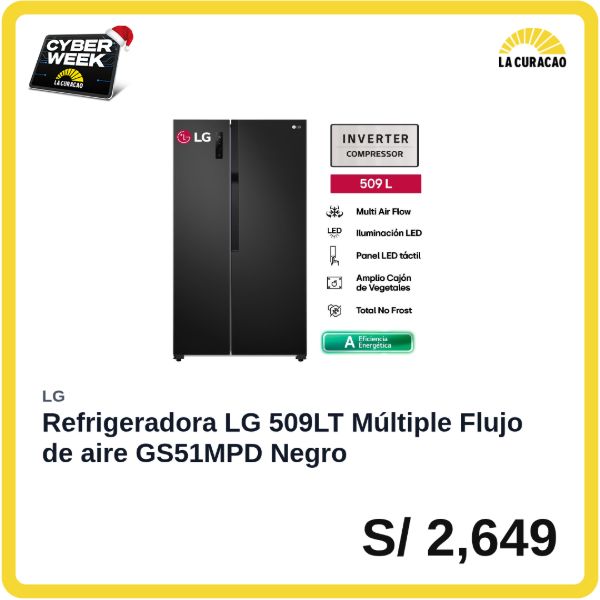 CYBER
WEEK
LA CURACAO
LA CURACAO
LG
LG
INVERTER
COMPRESSOR
509 L
Multi Air Flow
LED
Iluminación LED
Panel LED táctil
Amplio Cajón
de Vegetales
Total No Frost
A Eficiencia
Energética
LG
Refrigeradora LG 509LT Múltiple Flujo
de aire GS51MPD Negro
S/ 2,649